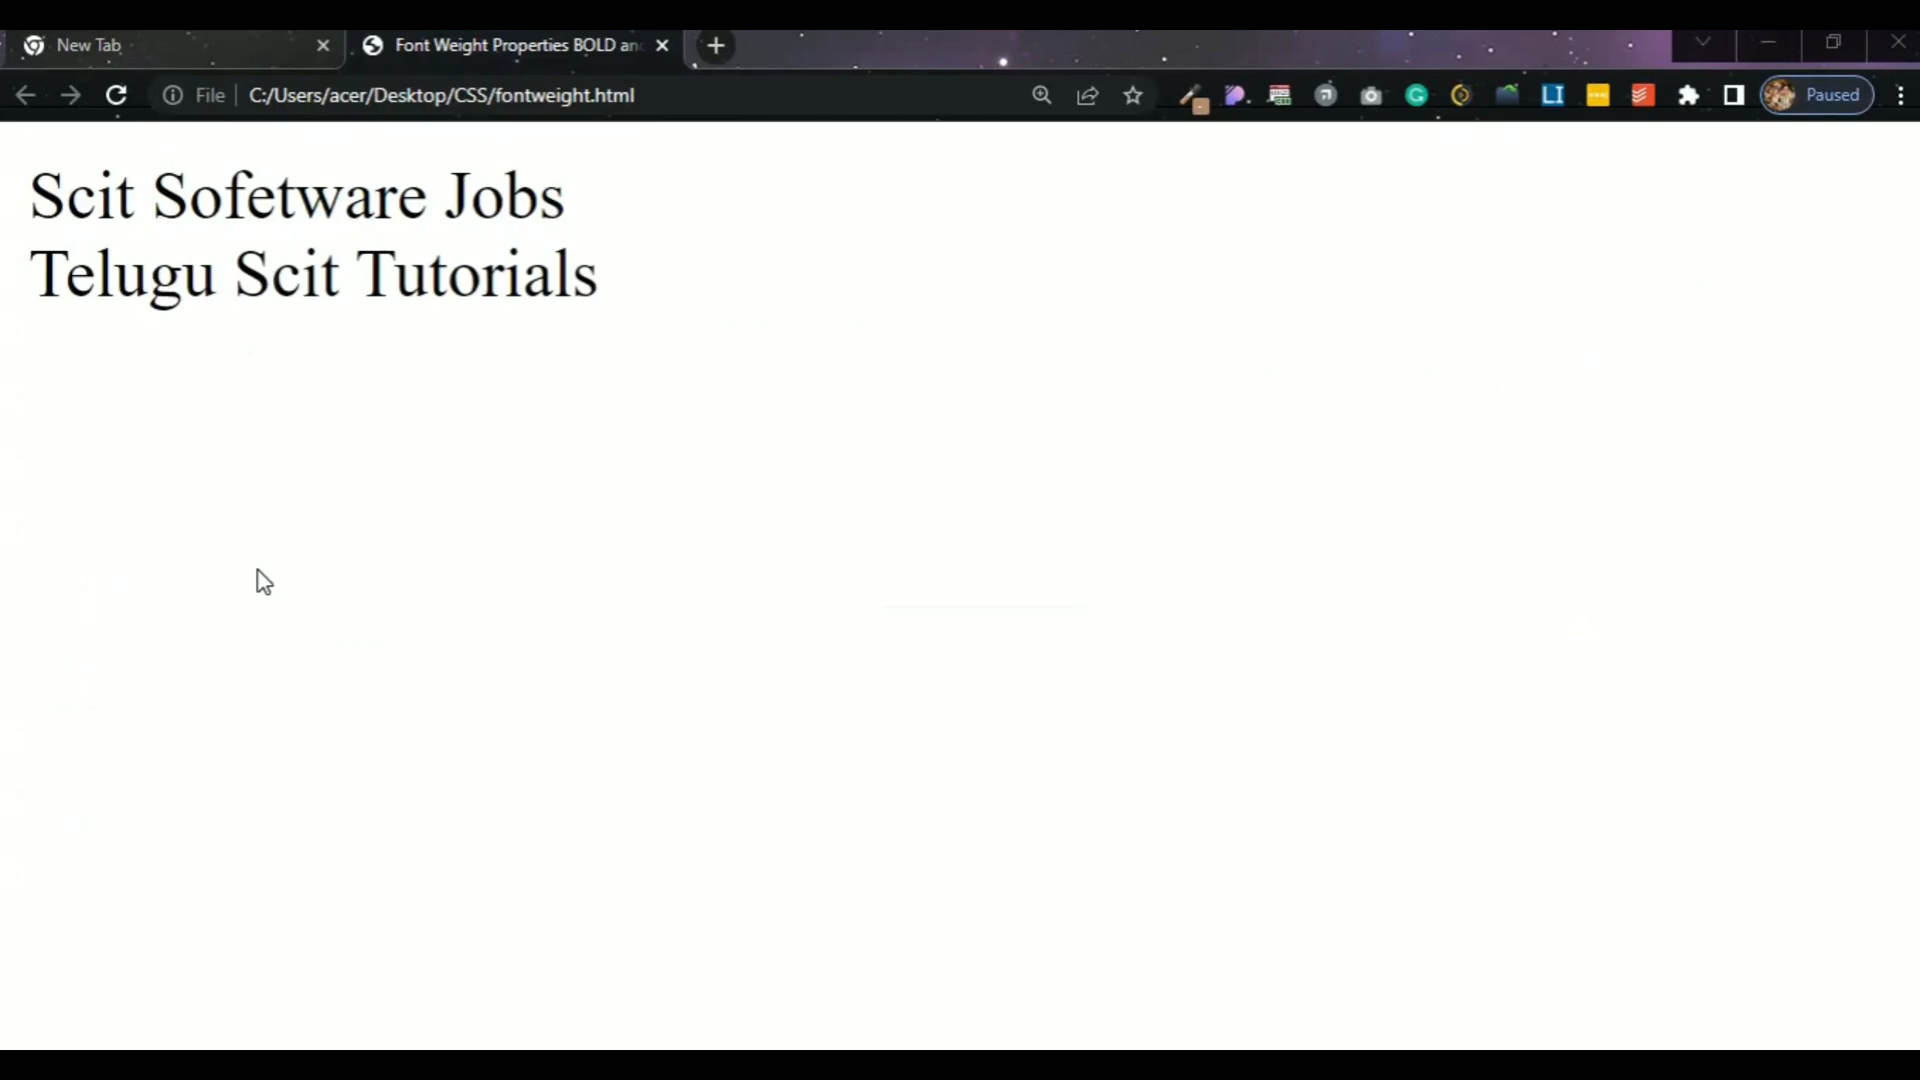 New Tab
Font Weight Properties BOLD an
File
C:/Users/acer/Desktop/CSS/fontweight.html
LI
Paused
Scit Sofetware Jobs
Telugu Scit Tutorials